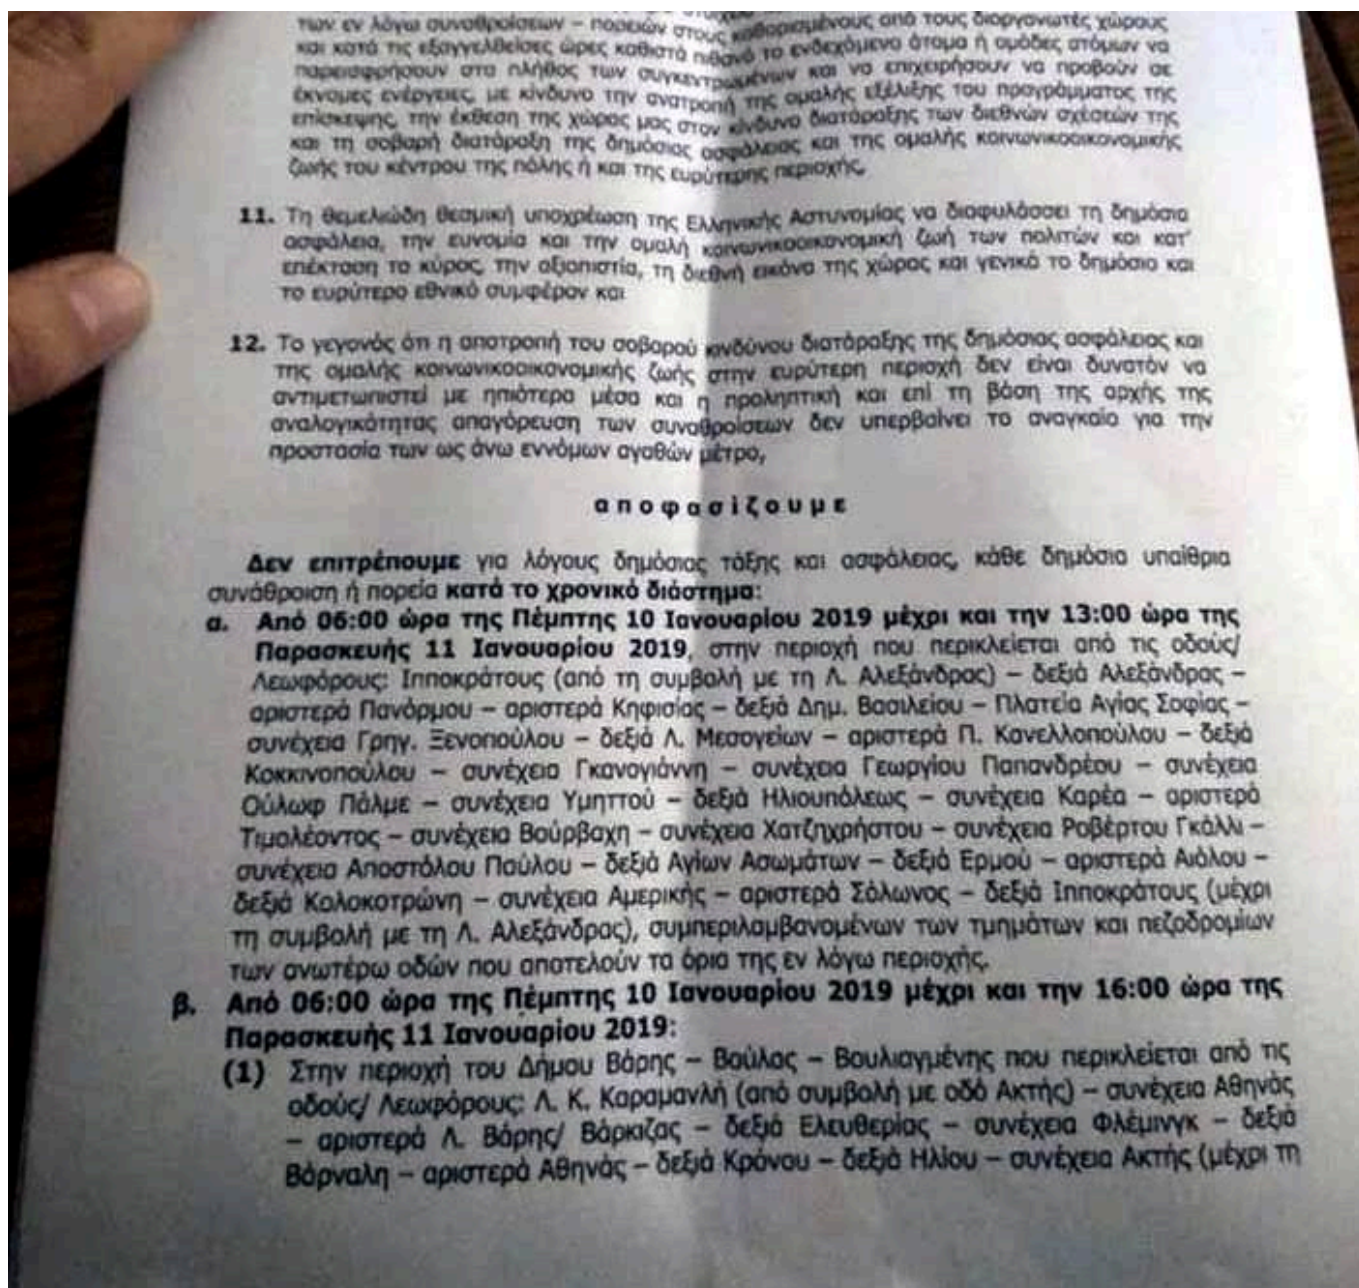 των εν λόγω συναθροίσεων – πορειών στους καθορισμένους από τους διοργανωτές χώρους
και κατά τις εξαγγελθείσες ώρες καθιστά πιθανό το ενδεχόμενο άτομα ή ομάδες ατόμων να
παρεισφρήσουν στα πλήθος των συγκεντρωμένων και να επιχειρήσουν να προβούν σε
έκνομες ενέργειες, με κίνδυνο την ανατροπή της ομαλής εξέλιξης του προγράμματος της
επίσκεψης, την έκθεση της χώρας μας στον κίνδυνο διατάραξης των διεθνών σχέσεών της
και τη σοβαρή διατάραξη της δημόσιας ασφάλειας και της ομαλής κοινωνικοοικονομικής
ζωής του κέντρου της πόλης ή και της ευρύτερης περιοχής,
11. Τη θεμελιώδη θεσμική υποχρέωση της Ελληνικής Αστυνομίας να διαφυλάσσει τη δημόσια
ασφάλεια, την ευνομία και την ομαλή κοινωνικοοικονομική ζωή των πολιτών και κατ'
επέκταση το κύρος, την αξιοπιστία, τη διεθνή εικόνα της χώρας και γενικά το δημόσιο και
το ευρύτερο εθνικό συμφέρον και
12. Το γεγονός ότι η αποτροπή του σοβαρού κινδύνου διατάραξης της δημόσιας ασφάλειας και
της ομαλής κοινωνικοοικονομικής ζωής στην ευρύτερη περιοχή δεν είναι δυνατόν να
αντιμετωπιστεί με ηπιότερα μέσα και η προληπτική και επί τη βάση της αρχής της
αναλογικότητας απαγόρευση των συναθροίσεων δεν υπερβαίνει το αναγκαίο για την
προστασία των ως άνω εννόμων αγαθών μέτρο,
α π ο φ α σ ί ζ ο υ μ ε
Δεν επιτρέπουμε για λόγους δημόσιας τάξης και ασφάλειας, κάθε δημόσια υπαίθρια
συνάθροιση ή πορεία κατά το χρονικό διάστημα:
α. Από 06:00 ώρα της Πέμπτης 10 Ιανουαρίου 2019 μέχρι και την 13:00 ώρα της
Παρασκευής 11 Ιανουαρίου 2019, στην περιοχή που περικλείεται από τις οδούς/
Λεωφόρους: Ιπποκράτους (από τη συμβολή με τη Λ. Αλεξάνδρας) – δεξιά Αλεξάνδρας –
αριστερά Πανόρμου – αριστερά Κηφισίας – δεξιά Δημ. Βασιλείου – Πλατεία Αγίας Σοφίας –
συνέχεια Γρηγ. Ξενοπούλου – δεξιά Λ. Μεσογείων – αριστερά Π. Κανελλοπούλου – δεξιά
Κοκκινοπούλου – συνέχεια Γκανογιάννη – συνέχεια Γεωργίου Παπανδρέου – συνέχεια
Ούλωφ Πάλμε – συνέχεια Υμηττού – δεξιά Ηλιουπόλεως – συνέχεια Καρέα – αριστερά
Τιμολέοντος – συνέχεια Βούρβαχη – συνέχεια Χατζηχρήστου – συνέχεια Ροβέρτου Γκάλλι –
συνέχεια Αποστόλου Παύλου – δεξιά Αγίων Ασωμάτων – δεξιά Ερμού – αριστερά Αιόλου –
δεξιά Κολοκοτρώνη – συνέχεια Αμερικής – αριστερά Σόλωνος – δεξιά Ιπποκράτους (μέχρι
τη συμβολή με τη Λ. Αλεξάνδρας), συμπεριλαμβανομένων των τμημάτων και πεζοδρομίων
των ανωτέρω οδών που αποτελούν τα όρια της εν λόγω περιοχής.
β. Από 06:00 ώρα της Πέμπτης 10 Ιανουαρίου 2019 μέχρι και την 16:00 ώρα της
Παρασκευής 11 Ιανουαρίου 2019:
(1) Στην περιοχή του Δήμου Βάρης – Βούλας – Βουλιαγμένης που περικλείεται από τις
οδούς/ Λεωφόρους: Λ. Κ. Καραμανλή (από συμβολή με οδό Ακτής) – συνέχεια Αθηνάς
– αριστερά Λ. Βάρης/ Βάρκιζας – δεξιά Ελευθερίας – συνέχεια Φλέμινγκ – δεξιά
Βάρναλη – αριστερά Αθηνάς – δεξιά Κρόνου – δεξιά Ηλίου – συνέχεια Ακτής (μέχρι τη